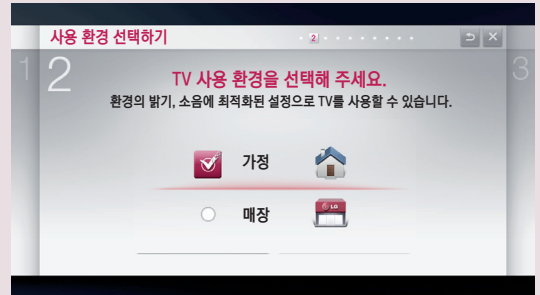 사용 환경 선택하기
2
1
2
3
TV 사용 환경을 선택해 주세요.
환경의 밝기, 소음에 최적화된 설정으로 TV를 사용할 수 있습니다.
가정
매장
LG